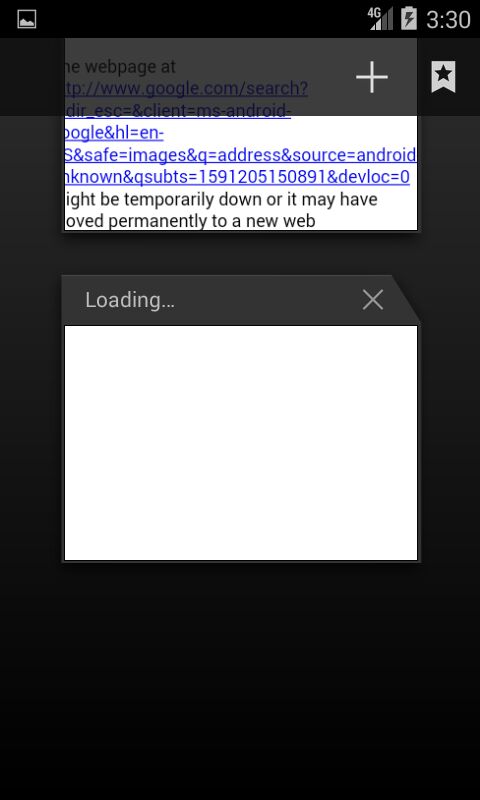 4G
3:30
he webpage at
ttp://www.google.com/search?
dir_esc=&client=ms-android-
oogle&hl=en-
S&safe=images&q=address&source=android
nknown&qsubts=1591205150891&devloc=0
ight be temporarily down or it may have
oved permanently to a new web
Loading...